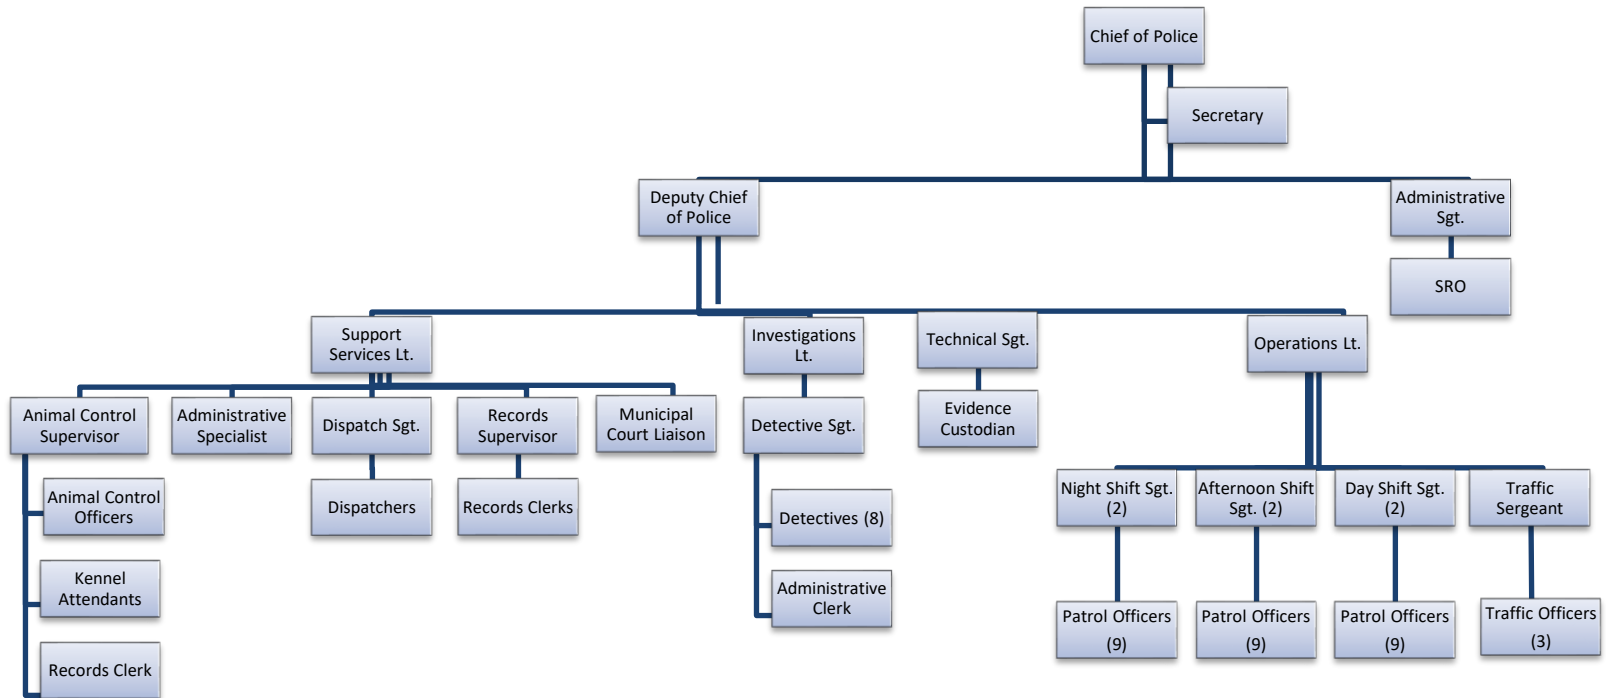 Chief of Police
Secretary
Deputy Chief
of Police
Administrative
Sgt.
SRO
Support
Services Lt.
Investigations
Lt.
Technical Sgt.
Operations Lt.
Animal Control
Supervisor
Administrative
Specialist
Dispatch Sgt.
Records
Supervisor
Municipal
Court Liaison
Detective Sgt.
Evidence
Custodian
Animal Control
Officers
Dispatchers
Records Clerks
Detectives (8)
Night Shift Sgt.
(2)
Afternoon Shift
Sgt. (2)
Day Shift Sgt.
(2)
Traffic
Sergeant
Kennel
Attendants
Administrative
Clerk
Patrol Officers
(9)
Patrol Officers
(9)
Patrol Officers
(9)
Traffic Officers
(3)
Records Clerk